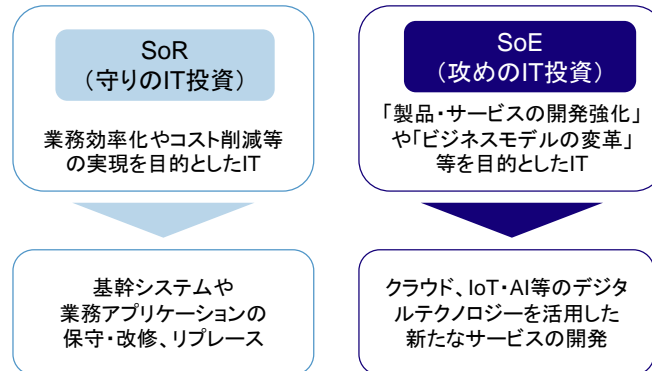 SoR
(守りのIT投資)
業務効率化やコスト削減等
の実現を目的としたIT
基幹システムや
業務アプリケーションの
保守・改修、リプレース
SoE
(攻めのIT投資)
「製品・サービスの開発強化」
や「ビジネスモデルの変革」
等を目的としたIT
クラウド、IoT・AI等のデジタ
ルテクノロジーを活用した
新たなサービスの開発